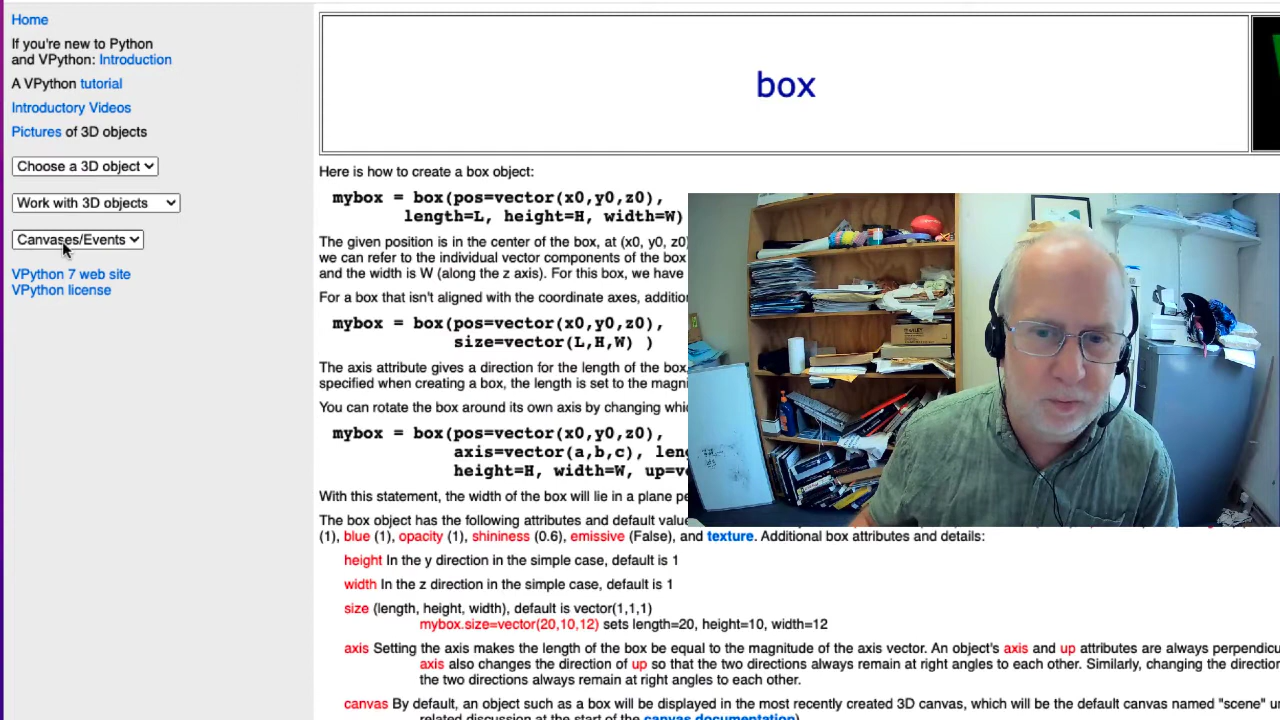 Home
If you're new to Python
and VPython: Introduction
A VPython tutorial
Introductory Videos
Pictures of 3D objects
Choose a 3D object
Work with 3D objects
Canvases/Events
VPython 7 web site
VPython license
box
Here is how to create a box object:
mybox = box(pos=vector(x0,y0,z0),
length=L, height=H, width=W)
The given position is in the center of the box, at (x0, y0, z0)
we can refer to the individual vector components of the box
and the width is W (along the z axis). For this box, we have
For a box that isn't aligned with the coordinate axes, additio
mybox = box(pos=vector(x0,y0,z0),
size=vector(L,H,W) )
The axis attribute gives a direction for the length of the box
specified when creating a box, the length is set to the magni
You can rotate the box around its own axis by changing whic
mybox = box(pos=vector(x0,y0,z0),
axis=vector(a,b,c), len
height=H, width=W, up=v
With this statement, the width of the box will lie in a plane pe
The box object has the following attributes and default value
(1), blue (1), opacity (1), shininess (0.6), emissive (False), and texture. Additional box attributes and details:
height In the y direction in the simple case, default is 1
width In the z direction in the simple case, default is 1
size (length, height, width), default is vector(1,1,1)
mybox.size=vector(20,10,12) sets length=20, height=10, width=12
axis Setting the axis makes the length of the box be equal to the magnitude of the axis vector. An object's axis and up attributes are always perpendicu
axis also changes the direction of up so that the two directions always remain at right angles to each other. Similarly, changing the direction
the two directions always remain at right angles to each other.
canvas By default, an object such as a box will be displayed in the most recently created 3D canvas, which will be the default canvas named "scene" un
related discussion at the start of the canvas documentation)